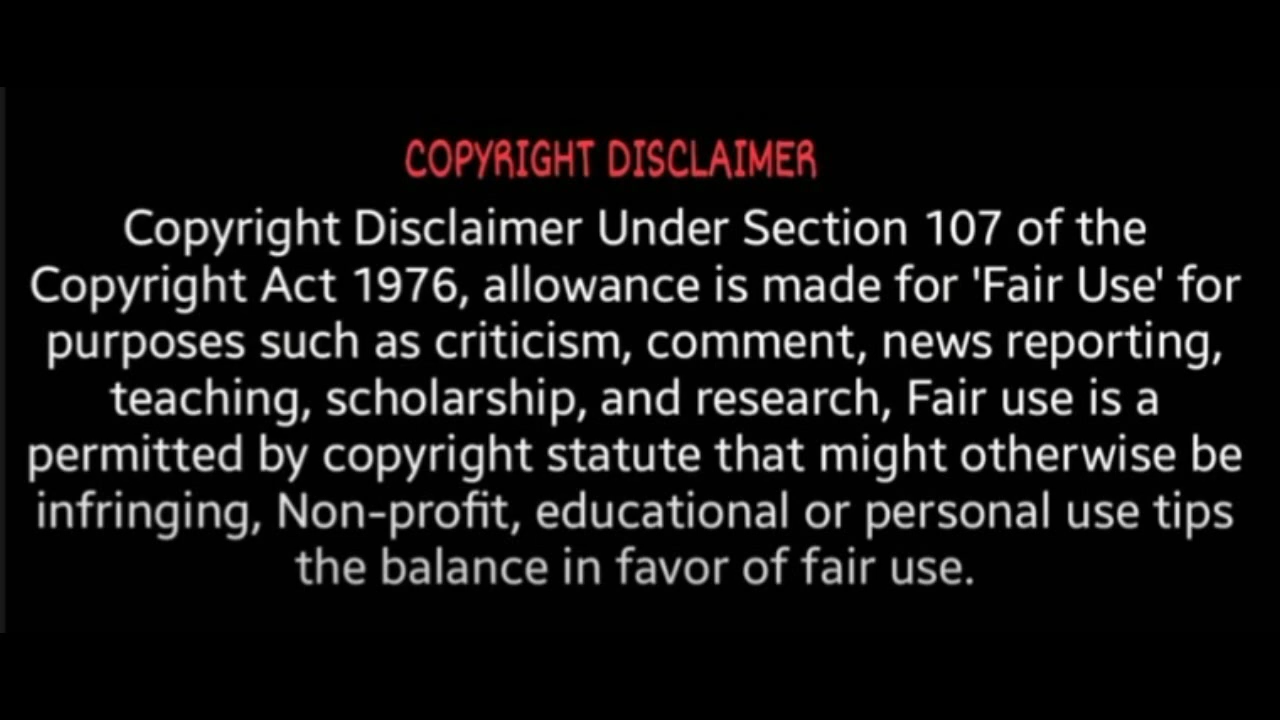 COPYRIGHT DISCLAIMER
Copyright Disclaimer Under Section 107 of the
Copyright Act 1976, allowance is made for 'Fair Use' for
purposes such as criticism, comment, news reporting,
teaching, scholarship, and research, Fair use is a
permitted by copyright statute that might otherwise be
infringing, Non-profit, educational or personal use tips
the balance in favor of fair use.